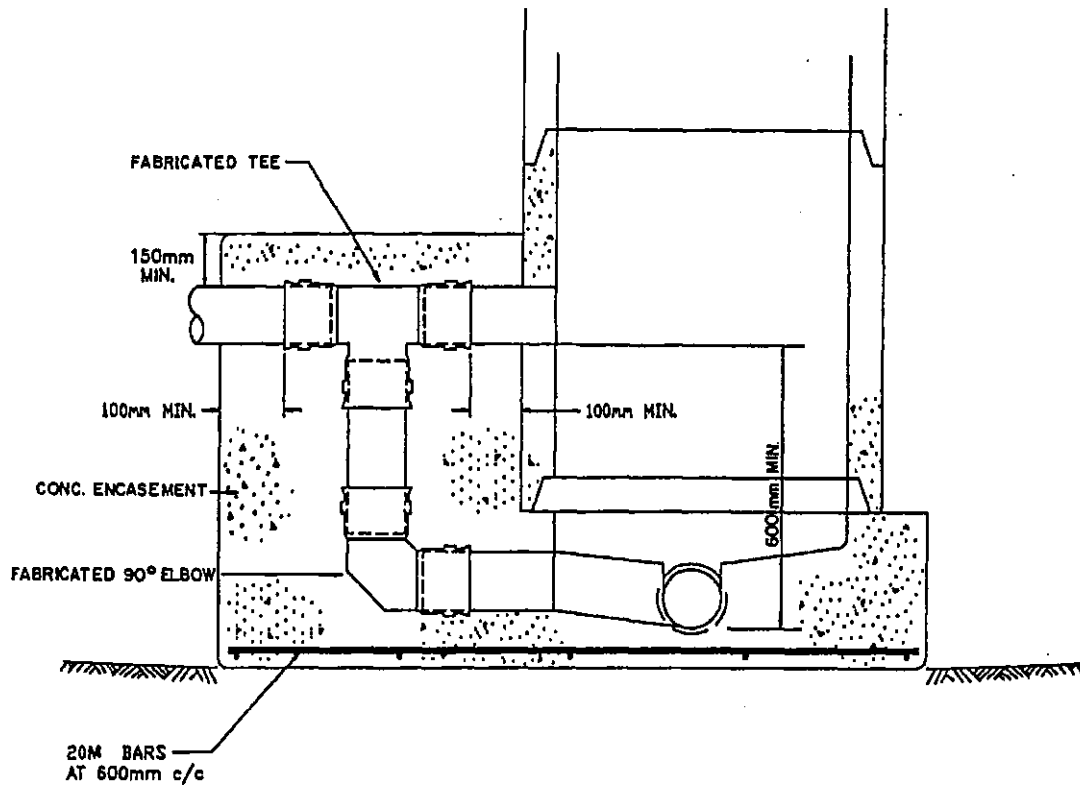 FABRICATED TEE
150mm
MIN.
100mm MIN.
100mm MIN.
600mm MIN.
CONC. ENCASEMENT
FABRICATED 90° ELBOW
20M BARS
AT 600mm c/c